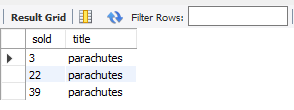 Result Grid Filter Rows:
sold title
3 parachutes
22 parachutes
39 parachutes